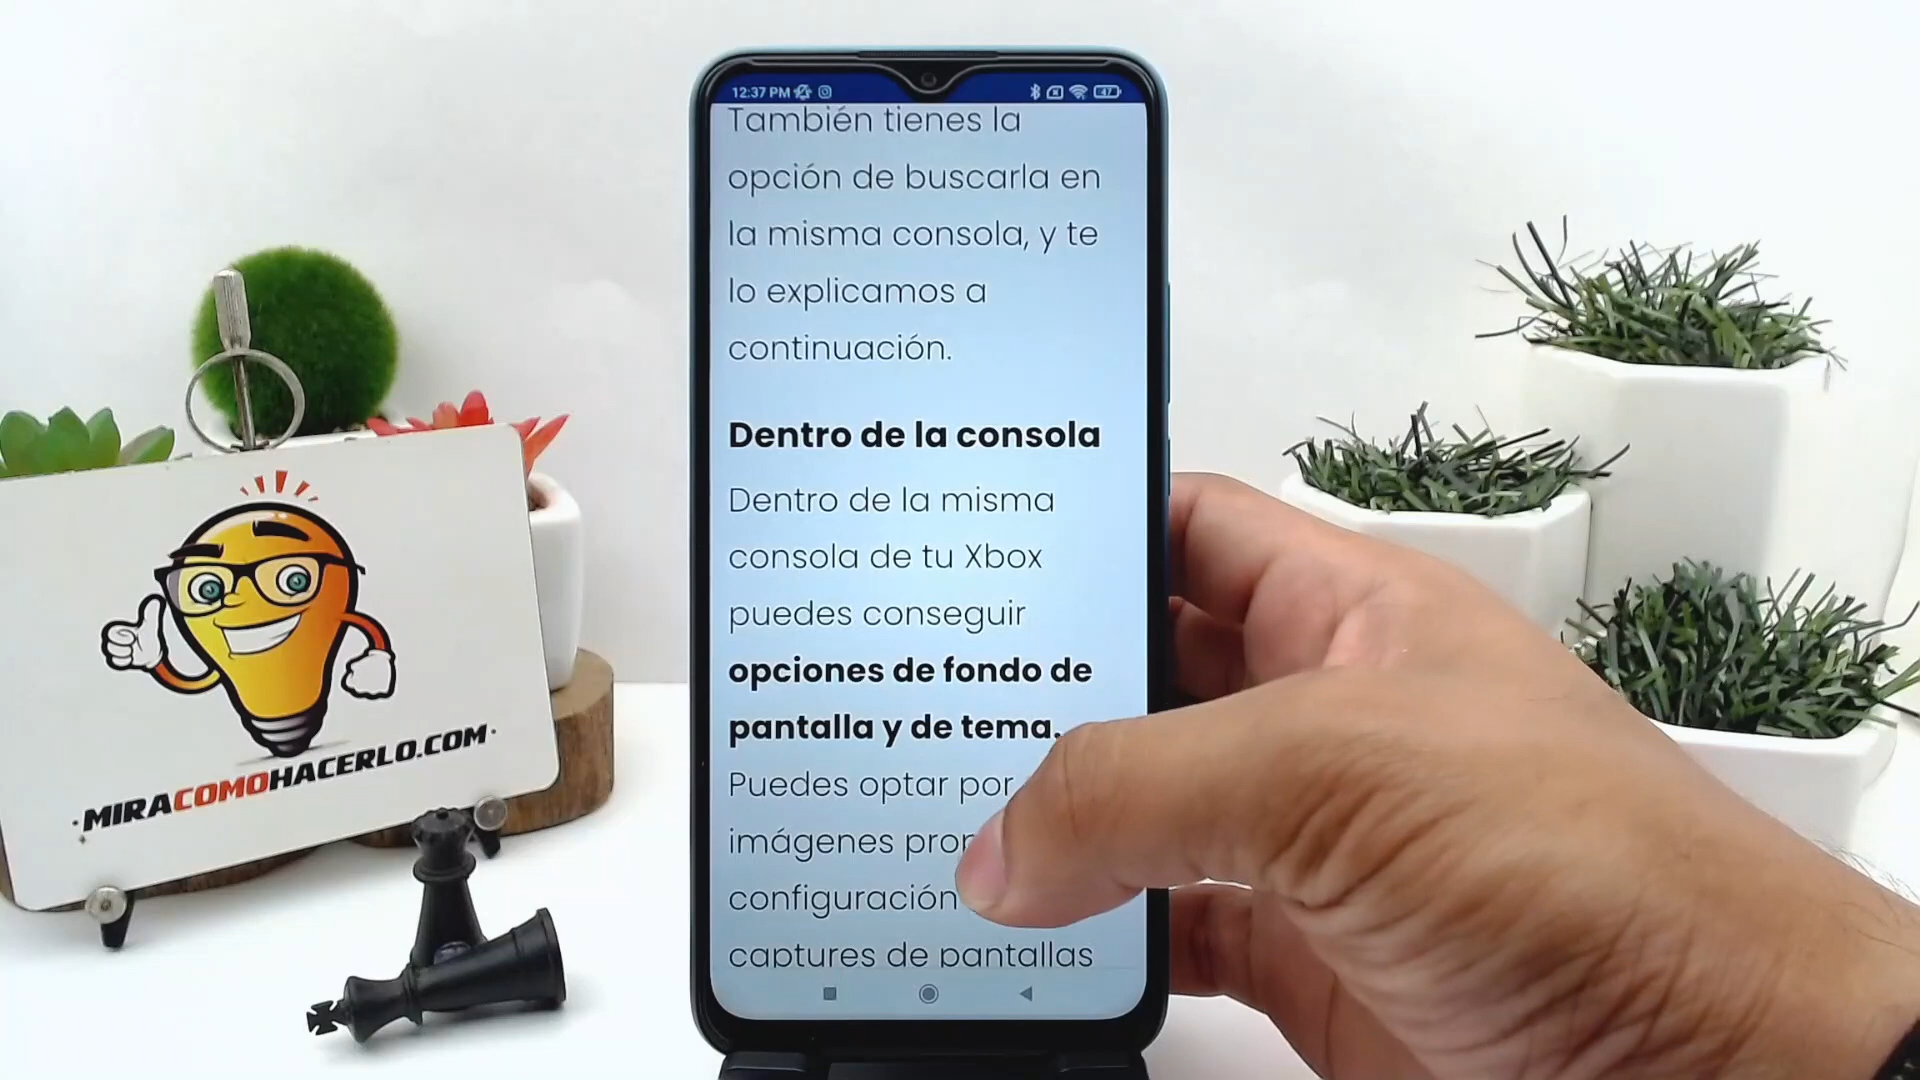 12:37 PM
47
También tienes la
opción de buscarla en
la misma consola, y te
lo explicamos a
continuación.
Dentro de la consola
Dentro de la misma
consola de tu Xbox
puedes conseguir
opciones de fondo de
pantalla y de tema.
Puedes optar por
imágenes
configuración
captures de pantallas
·MIRACOMOHACERLO.COM·